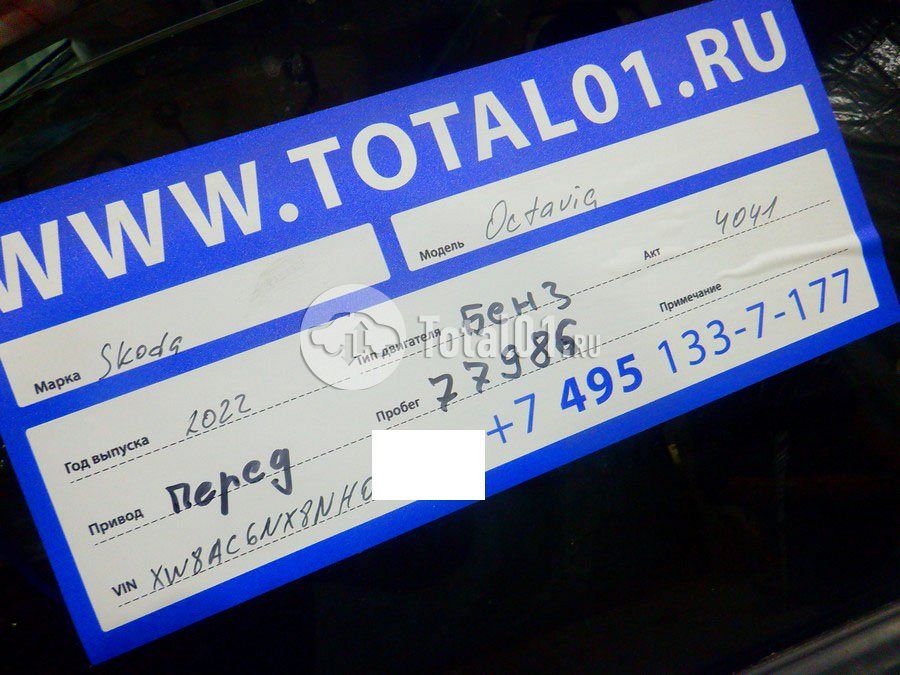 WWW.TOTAL01.RU
Марка Skoda Модель Octavia
Год выпуска 2022 Тип двигателя Бенз Акт 4041
Привод Перед Пробег 77986 Примечание
VIN XW8AC6NX8NH0 +7 495 133-7-177
Total01.RU